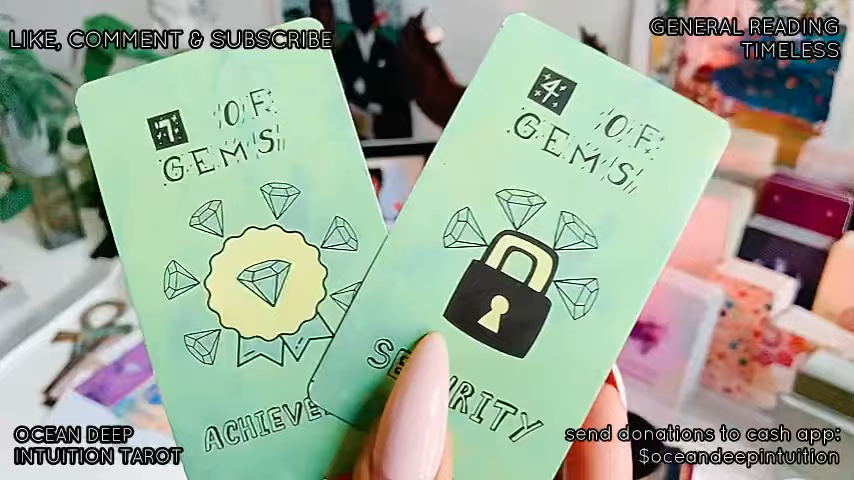 LIKE, COMMENT & SUBSCRIBE
GENERAL READING
TIMELESS
7 OF
GEMS
4 OF
GEMS
OCEAN DEEP
INTUITION TAROT
send donations to cash app:
$oceandeepintuition